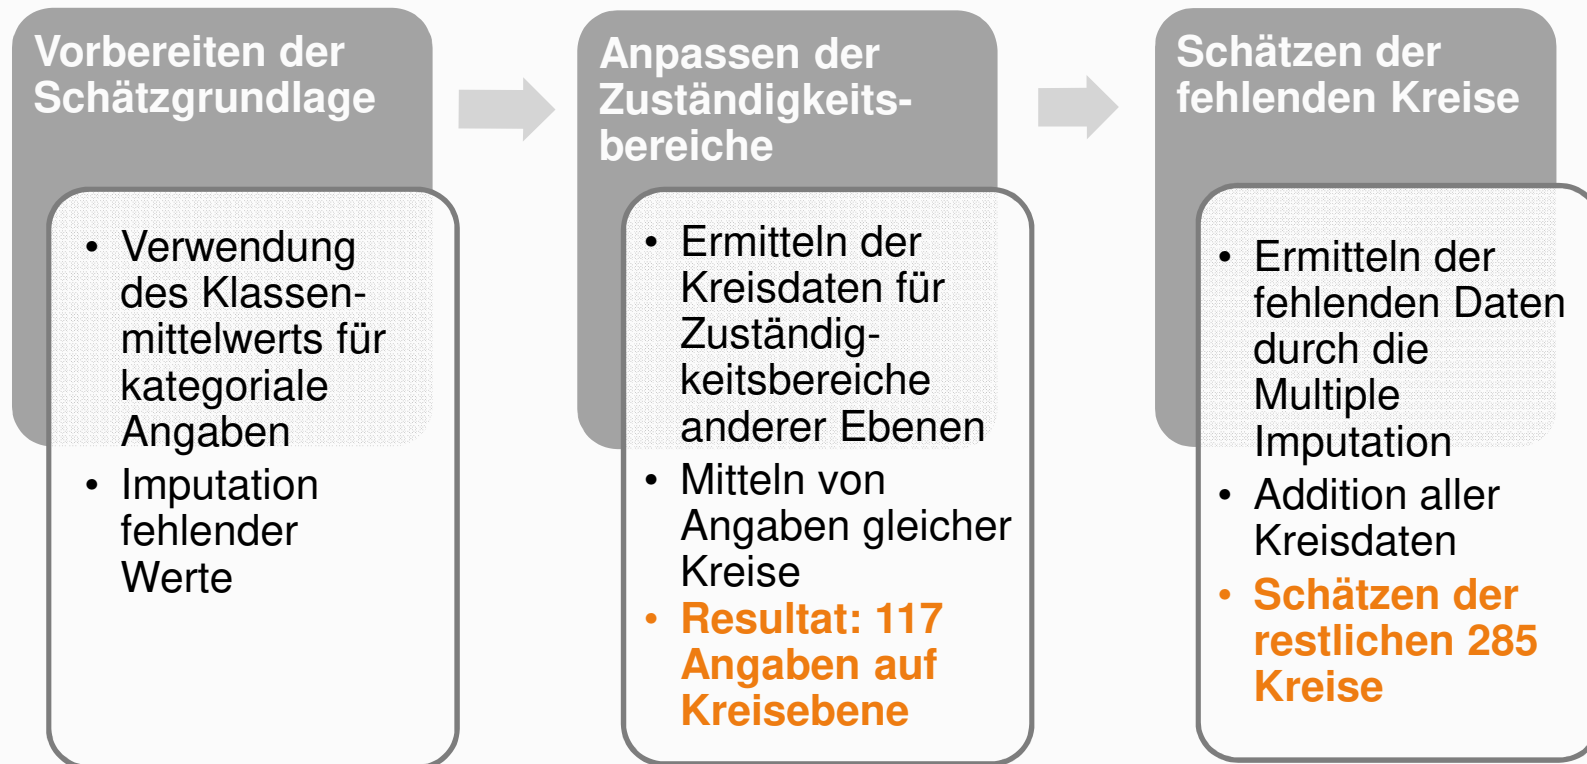 Vorbereiten der
Schätzgrundlage
• Verwendung
des Klassen-
mittelwerts für
kategoriale
Angaben
• Imputation
fehlender
Werte
Anpassen der
Zuständigkeits-
bereiche
• Ermitteln der
Kreisdaten für
Zuständig-
keitsbereiche
anderer Ebenen
• Mitteln von
Angaben gleicher
Kreise
• Resultat: 117
Angaben auf
Kreisebene
Schätzen der
fehlenden Kreise
• Ermitteln der
fehlenden Daten
durch die
Multiple
Imputation
• Addition aller
Kreisdaten
• Schätzen der
restlichen 285
Kreise